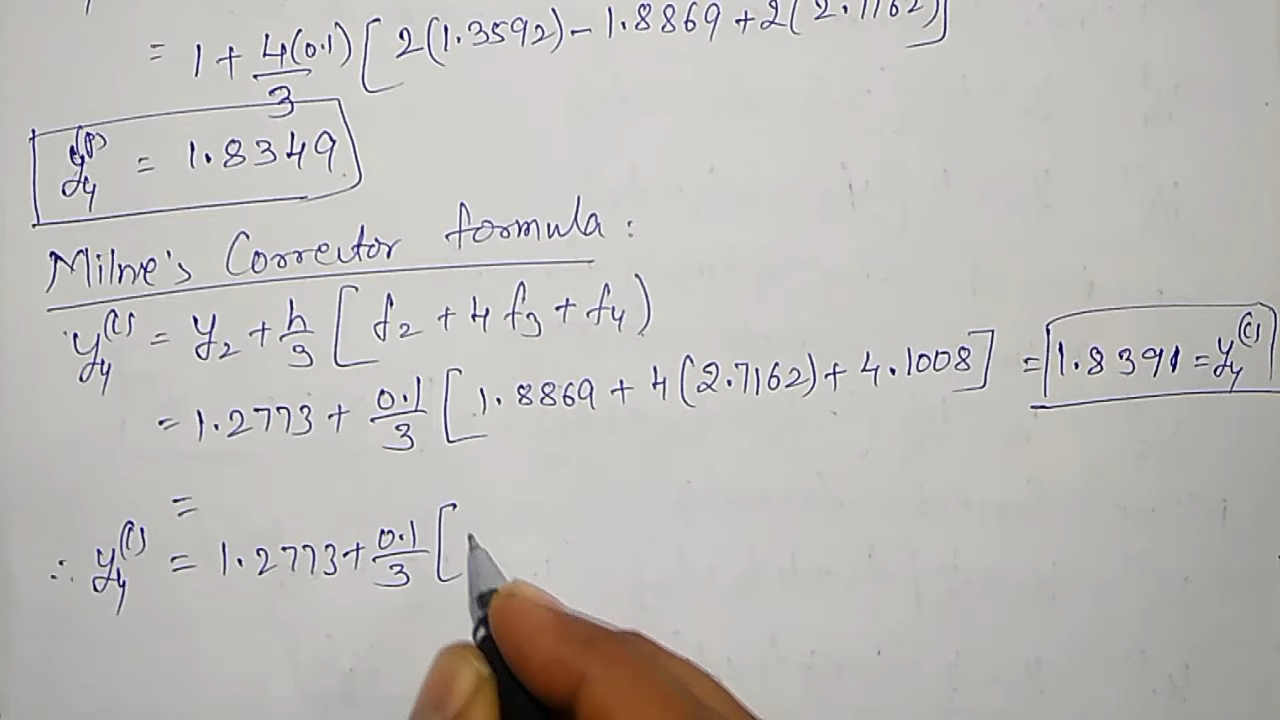 = 1 + 4(0.1)/3 [ 2(1.3592) - 1.8869 + 2(2.7162) ]
y4^(P) = 1.8349
Milne's Corrector formula :
y4^(c) = y2 + h/3 [ f2 + 4 f3 + f4 )
= 1.2773 + 0.1/3 [ 1.8869 + 4(2.7162) + 4.1008 ] = 1.8391 = y4^(c)
=
∴ y4^(c) = 1.2773 + 0.1/3 [